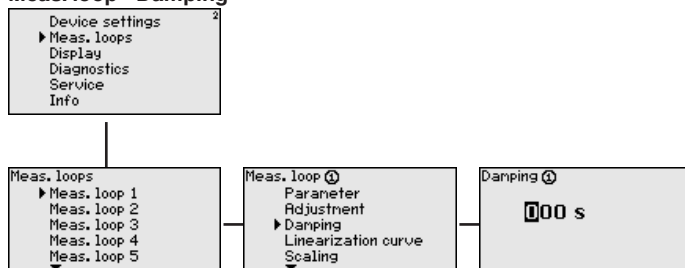 Meas. loop - Damping
Device settings
2
▶Meas. loops
Display
Diagnostics
Service
Info
Meas. loops
▶Meas. loop 1
Meas. loop 2
Meas. loop 3
Meas. loop 4
Meas. loop 5
▼
Meas. loop ①
Parameter
Adjustment
▶Damping
Linearization curve
Scaling
▼
Damping ①
000 s